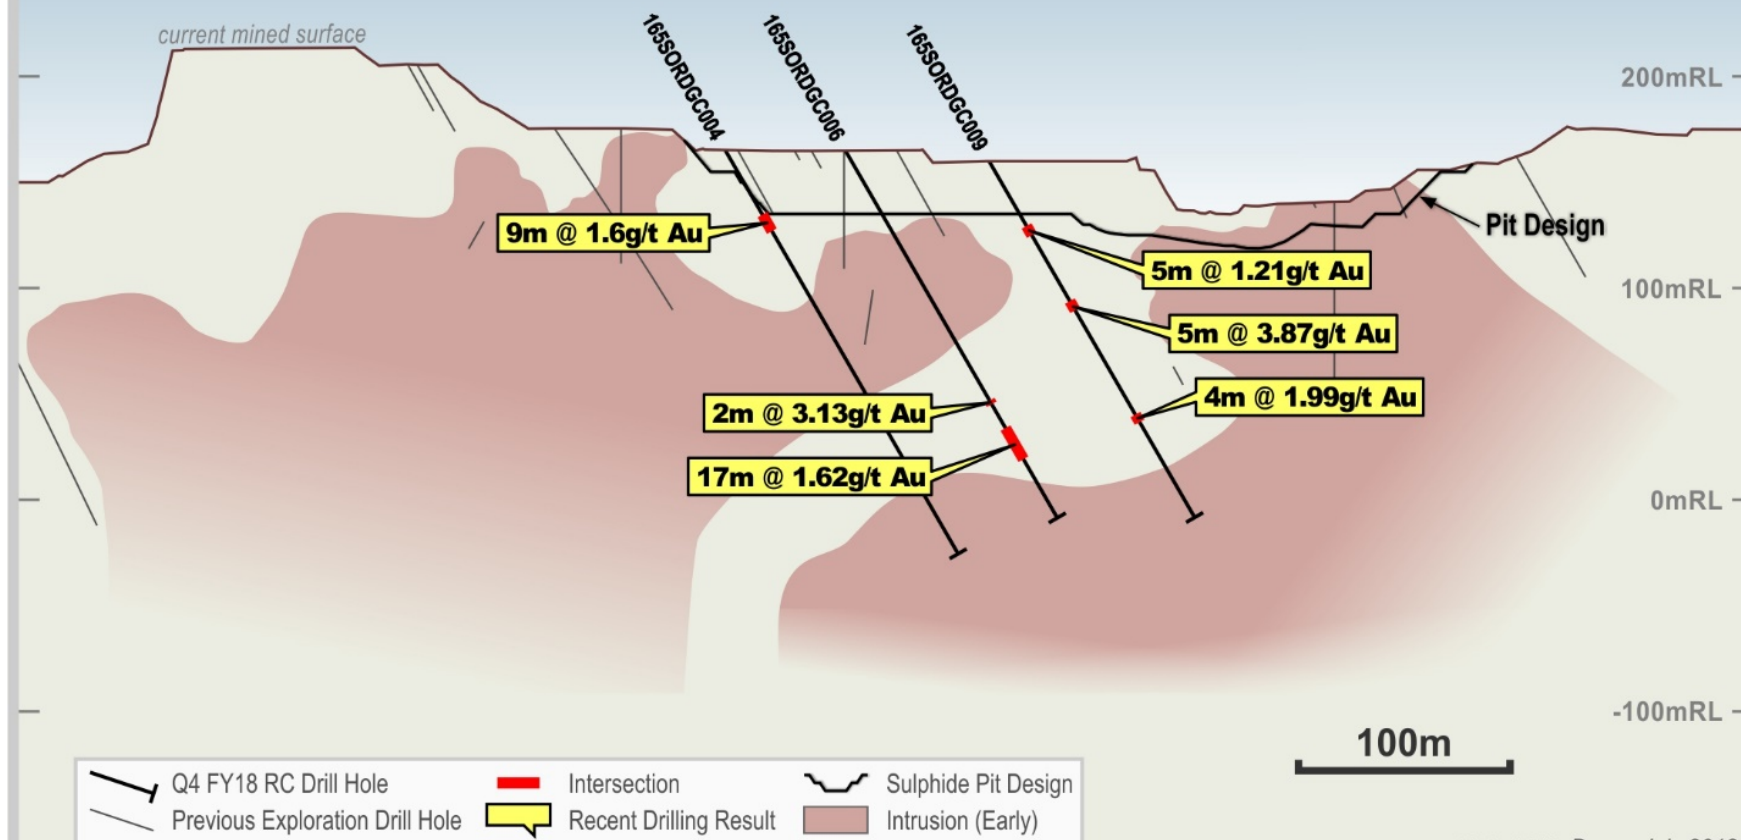 current mined surface
165SORDGC004
165SORDGC006
165SORDGC009
200mRL
Pit Design
9m @ 1.6g/t Au
5m @ 1.21g/t Au
100mRL
5m @ 3.87g/t Au
4m @ 1.99g/t Au
2m @ 3.13g/t Au
17m @ 1.62g/t Au
0mRL
-100mRL
100m
Q4 FY18 RC Drill Hole
Intersection
Sulphide Pit Design
Previous Exploration Drill Hole
Recent Drilling Result
Intrusion (Early)